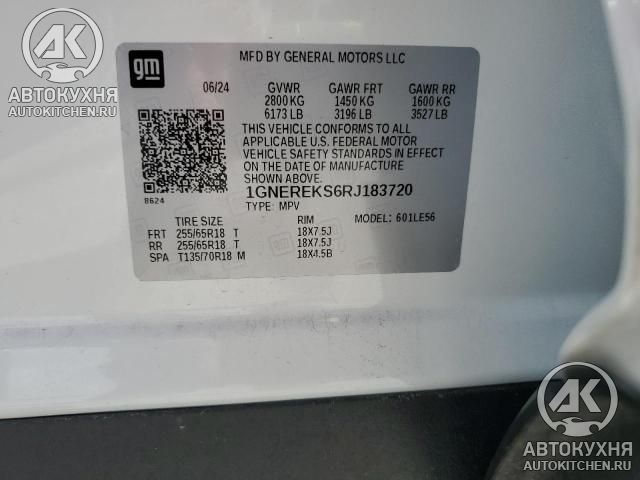 MFD BY GENERAL MOTORS LLC
gm
06/24 GVWR GAWR FRT GAWR RR
2800 KG 1450 KG 1600 KG
6173 LB 3196 LB 3527 LB
THIS VEHICLE CONFORMS TO ALL
APPLICABLE U.S. FEDERAL MOTOR
VEHICLE SAFETY STANDARDS IN EFFECT
ON THE DATE OF MANUFACTURE
SHOWN ABOVE.
8624
1GNEREKS6RJ183720
TYPE: MPV
TIRE SIZE RIM MODEL: 601LE56
FRT 255/65R18 T 18X7.5J
RR 255/65R18 T 18X7.5J
SPA T135/70R18 M 18X4.5B
АК
АВТОКУХНЯ
AUTOKITCHEN.RU
АК
АВТОКУХНЯ
AUTOKITCHEN.RU